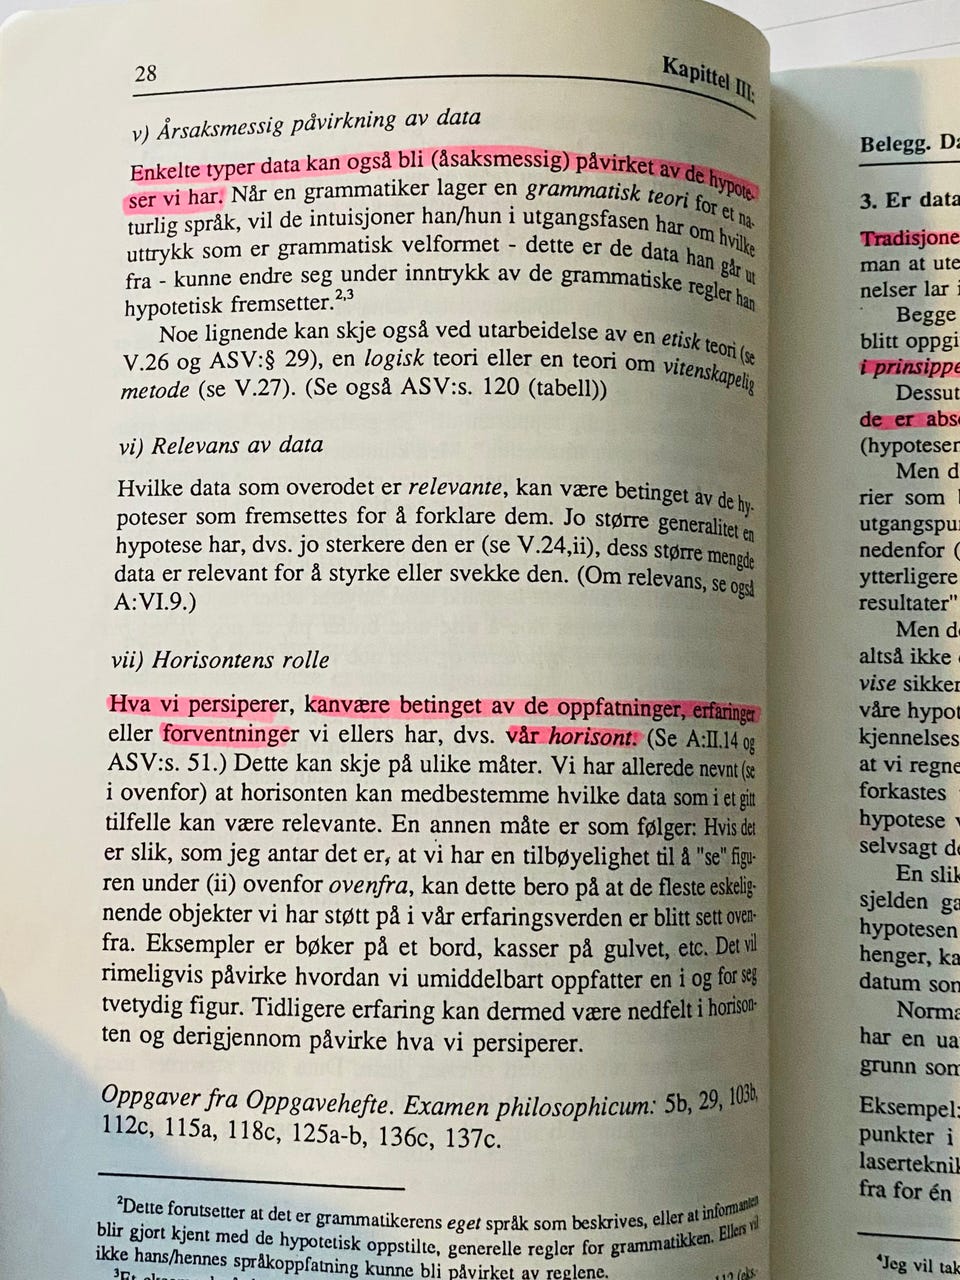 28
Kapittel III:
v) Årsaksmessig påvirkning av data
Enkelte typer data kan også bli (åsaksmessig) påvirket av de hypote-
ser vi har. Når en grammatiker lager en grammatisk teori for et na-
turlig språk, vil de intuisjoner han/hun i utgangsfasen har om hvilke
uttrykk som er grammatisk velformet - dette er de data han går ut
fra - kunne endre seg under inntrykk av de grammatiske regler han
hypotetisk fremsetter.2,3
Noe lignende kan skje også ved utarbeidelse av en etisk teori (se
V.26 og ASV:§ 29), en logisk teori eller en teori om vitenskapelig
metode (se V.27). (Se også ASV:s. 120 (tabell))
vi) Relevans av data
Hvilke data som overodet er relevante, kan være betinget av de hy-
poteser som fremsettes for å forklare dem. Jo større generalitet en
hypotese har, dvs. jo sterkere den er (se V.24,ii), dess større mengde
data er relevant for å styrke eller svekke den. (Om relevans, se også
A:VI.9.)
vii) Horisontens rolle
Hva vi persiperer, kanvære betinget av de oppfatninger, erfaringer
eller forventninger vi ellers har, dvs. vår horisont. (Se A:II.14 og
ASV:s. 51.) Dette kan skje på ulike måter. Vi har allerede nevnt (se
i ovenfor) at horisonten kan medbestemme hvilke data som i et gitt
tilfelle kan være relevante. En annen måte er som følger: Hvis det
er slik, som jeg antar det er, at vi har en tilbøyelighet til å "se" figu-
ren under (ii) ovenfor ovenfra, kan dette bero på at de fleste eskelig-
nende objekter vi har støtt på i vår erfaringsverden er blitt sett oven-
fra. Eksempler er bøker på et bord, kasser på gulvet, etc. Det vil
rimeligvis påvirke hvordan vi umiddelbart oppfatter en i og for seg
tvetydig figur. Tidligere erfaring kan dermed være nedfelt i horison-
ten og derigjennom påvirke hva vi persiperer.
Oppgaver fra Oppgavehefte. Examen philosophicum: 5b, 29, 103b,
112c, 115a, 118c, 125a-b, 136c, 137c.
2Dette forutsetter at det er grammatikerens eget språk som beskrives, eller at informanten
blir gjort kjent med de hypotetisk oppstilte, generelle regler for grammatikken. Ellers vil
ikke hans/hennes språkoppfatning kunne bli påvirket av reglene.
Belegg.
3. Er data
man at ute
nelser lar i
Begge
blitt oppgi
i prinsippe
Dessut
de er abs
(hypoteser
Men d
rier som
utgangspu
nedenfor (
ytterligere
resultater"
Men d
altså ikke
vise sikker
våre hypot
kjennelses
at vi regne
forkastes
hypotese
selvsagt d
En slik
sjelden ga
hypotesen
henger, ka
datum som
Norma
har en ua
grunn som
Eksempel:
punkter i
laserteknik
fra for én
4Jeg vil tak